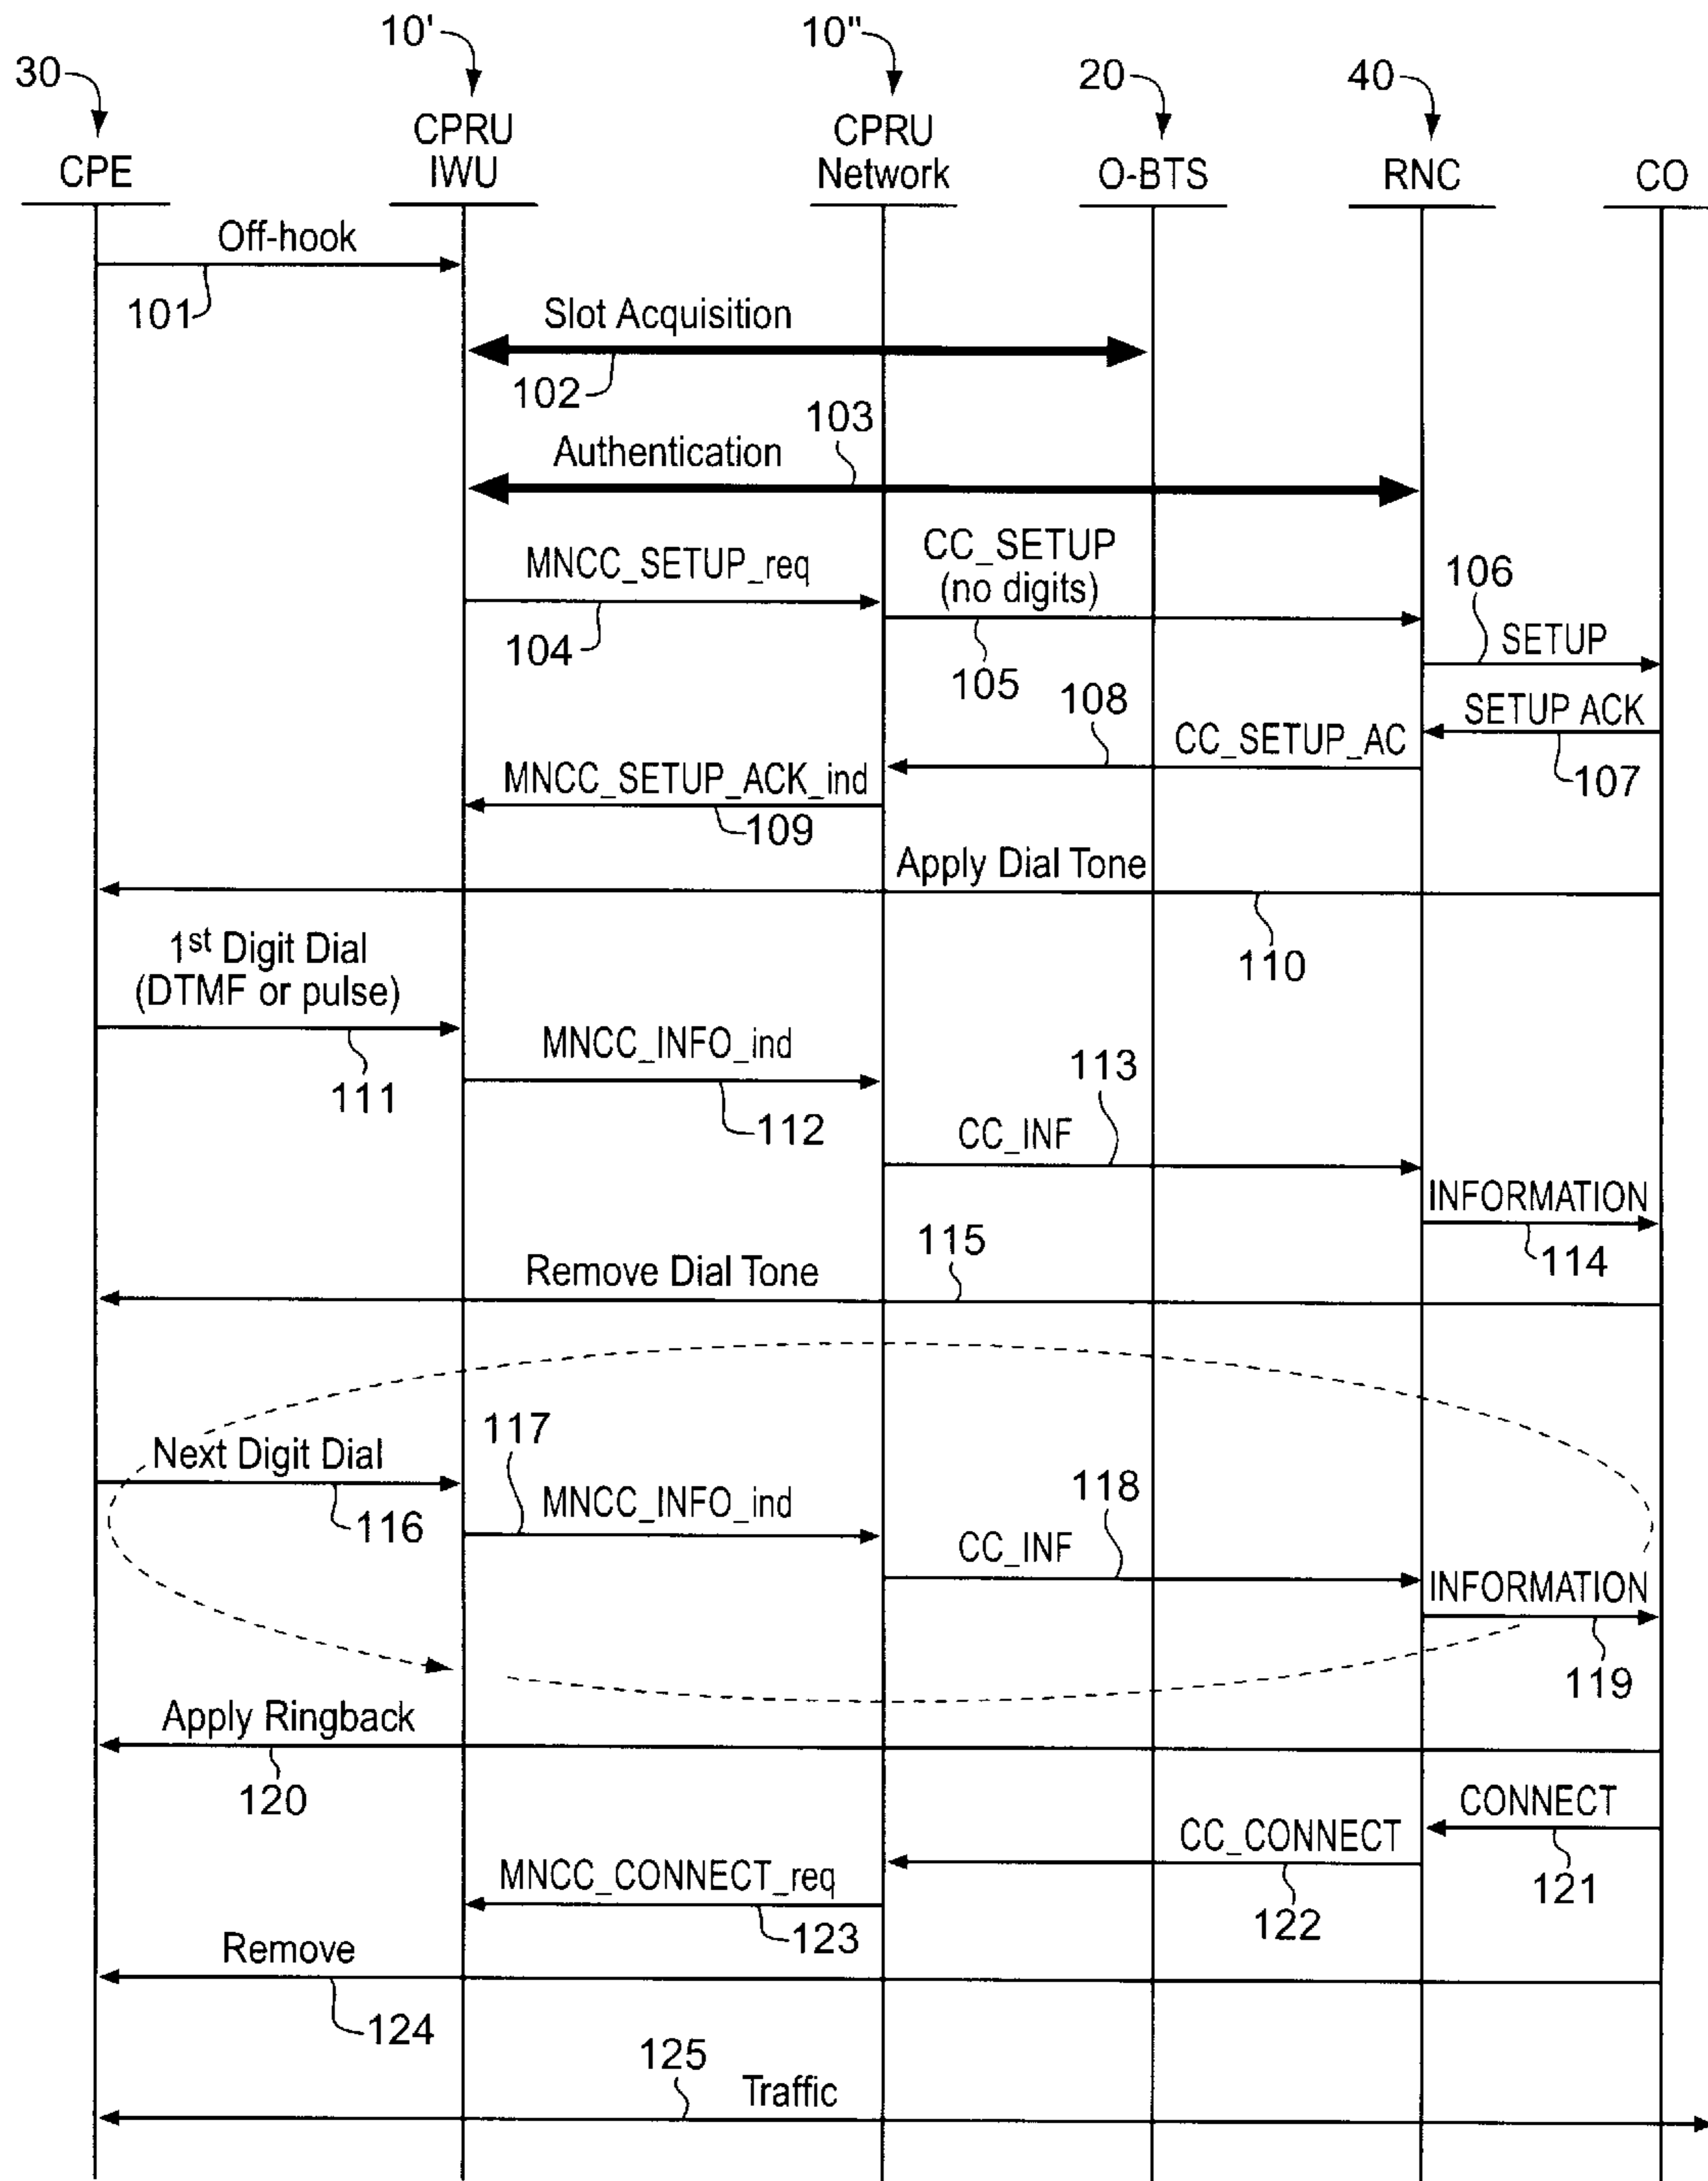 10'
10"
30
20
40
CPRU
IWU
CPRU
Network
CPE
O-BTS
RNC
CO
Off-hook
101
Slot Acquisition
102
103
Authentication
MNCC_SETUP_req
104
CC_SETUP
(no digits)
105
106
SETUP
108
SETUP ACK
107
CC_SETUP_AC
MNCC_SETUP_ACK_ind
109
Apply Dial Tone
110
1st Digit Dial
(DTMF or pulse)
111
MNCC_INFO_ind
112
113
CC_INF
INFORMATION
114
115
Remove Dial Tone
Next Digit Dial
116
117
MNCC_INFO_ind
118
CC_INF
INFORMATION
119
Apply Ringback
120
CONNECT
121
CC_CONNECT
122
MNCC_CONNECT_req
123
Remove
124
125
Traffic